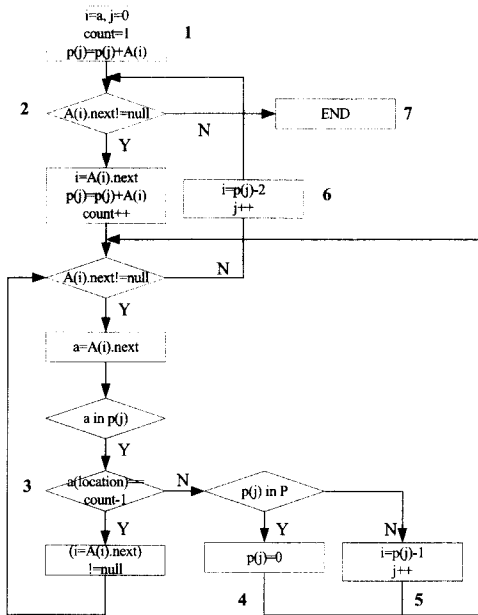 i=a, j=0
count=1
p(j)=p(j)+A(i)
1
2
A(i).next!=null
N
END
7
Y
i=A(i).next
p(j)=p(j)+A(i)
count++
i=p(j)-2
j++
6
A(i).next!=null
N
Y
a=A(i).next
a in p(j)
Y
3
a(location)==
count-1
N
p(j) in P
Y
Y
N
(i=A(i).next)
!=null
p(j)=0
i=p(j)-1
j++
4
5